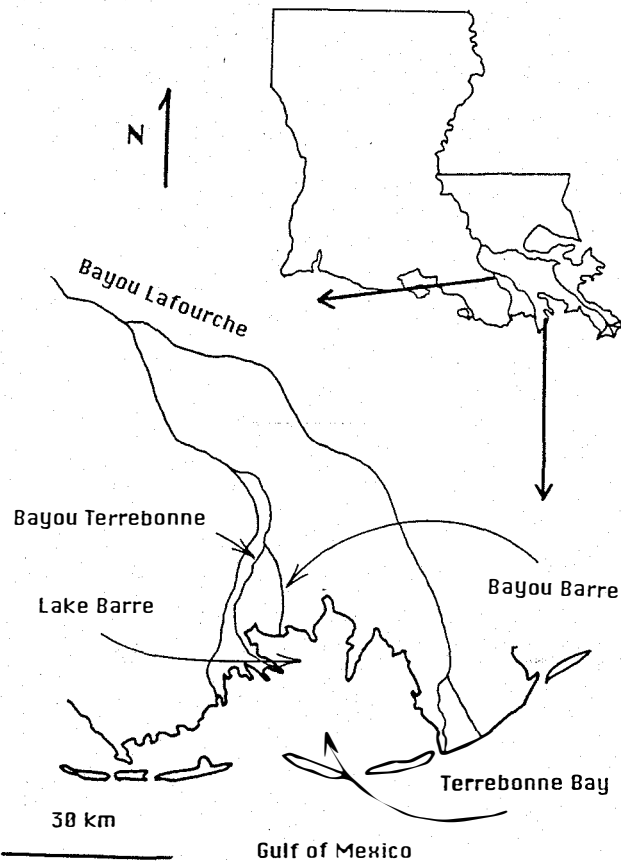 N
Bayou Lafourche
Bayou Terrebonne
Bayou Barre
Lake Barre
Terrebonne Bay
30 km
Gulf of Mexico